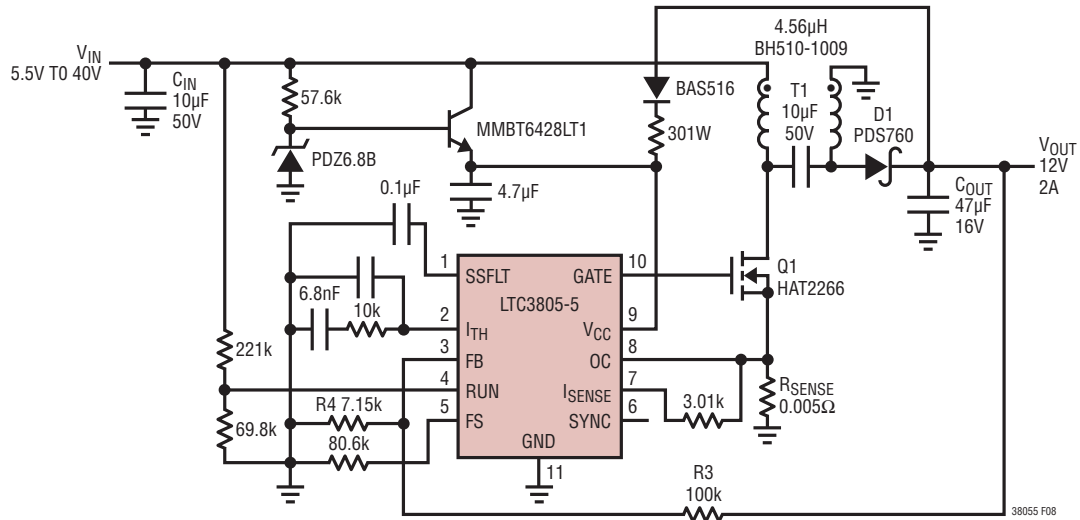 4.56µH
BH510-1009
V_IN
5.5V T0 40V
C_IN
10µF
50V
57.6k
PDZ6.8B
MMBT6428LT1
BAS516
301W
T1
10µF
50V
D1
PDS760
V_OUT
12V
2A
C_OUT
47µF
16V
0.1µF
4.7µF
6.8nF
10k
221k
69.8k
R4 7.15k
80.6k
1
SSFLT
2
I_TH
3
FB
4
RUN
5
FS
LTC3805-5
GATE
10
V_CC
9
OC
8
I_SENSE
7
SYNC
6
GND
11
Q1
HAT2266
3.01k
R_SENSE
0.005Ω
R3
100k
38055 F08